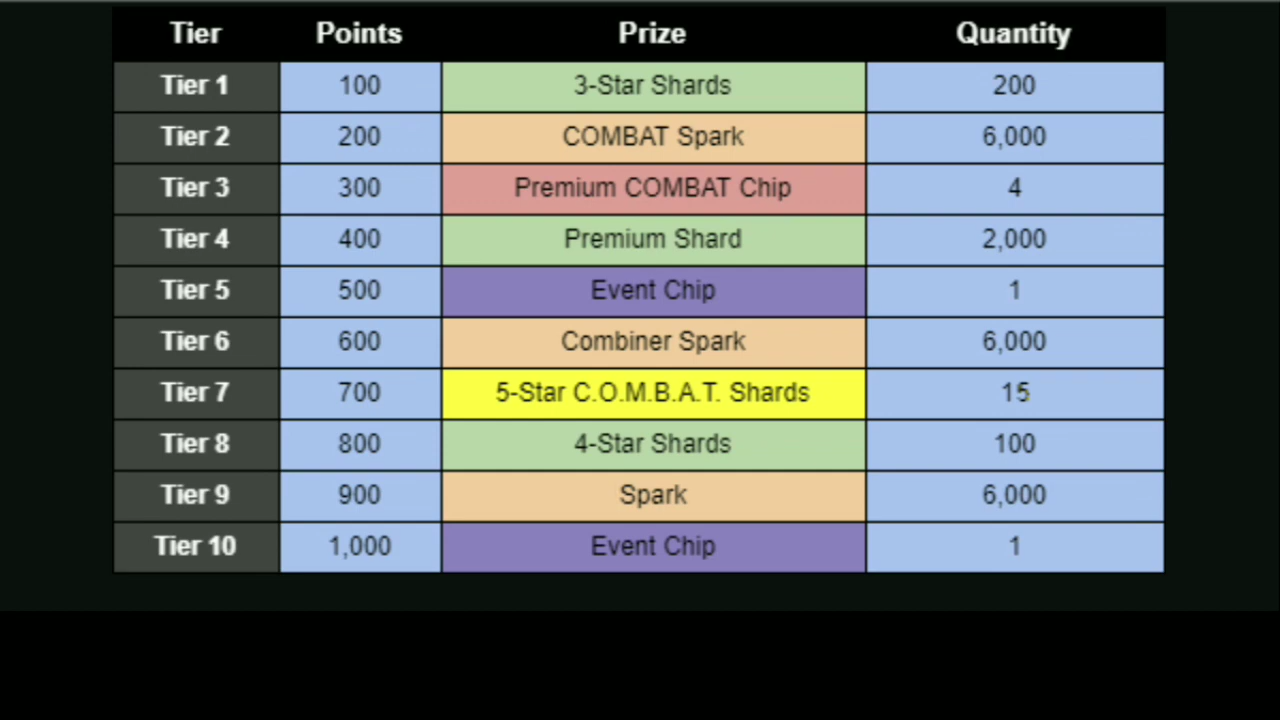 Tier Points Prize Quantity
Tier 1 100 3-Star Shards 200
Tier 2 200 COMBAT Spark 6,000
Tier 3 300 Premium COMBAT Chip 4
Tier 4 400 Premium Shard 2,000
Tier 5 500 Event Chip 1
Tier 6 600 Combiner Spark 6,000
Tier 7 700 5-Star C.O.M.B.A.T. Shards 15
Tier 8 800 4-Star Shards 100
Tier 9 900 Spark 6,000
Tier 10 1,000 Event Chip 1